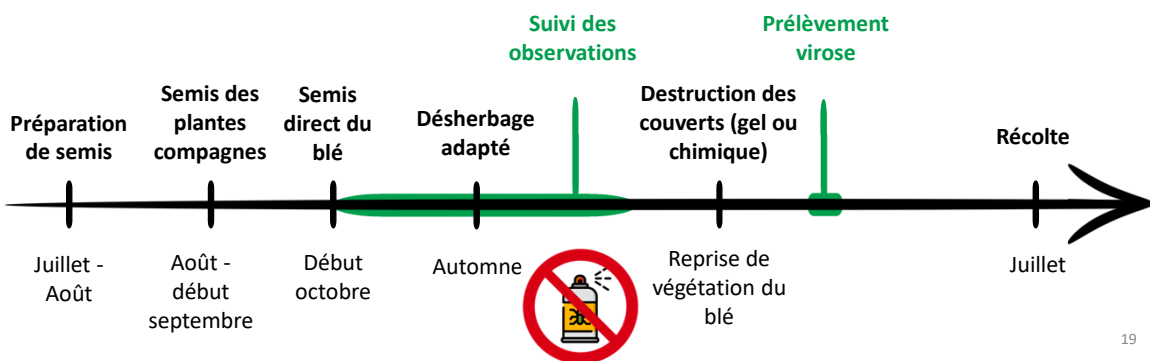 Suivi des
observations
Prélèvement
virose
Préparation
de semis
Semis des
plantes
compagnes
Semis
direct du
blé
Désherbage
adapté
Destruction des
couverts (gel ou
chimique)
Récolte
Juillet -
Août
Août -
début
septembre
Début
octobre
Automne
Reprise de
végétation du
blé
Juillet
19